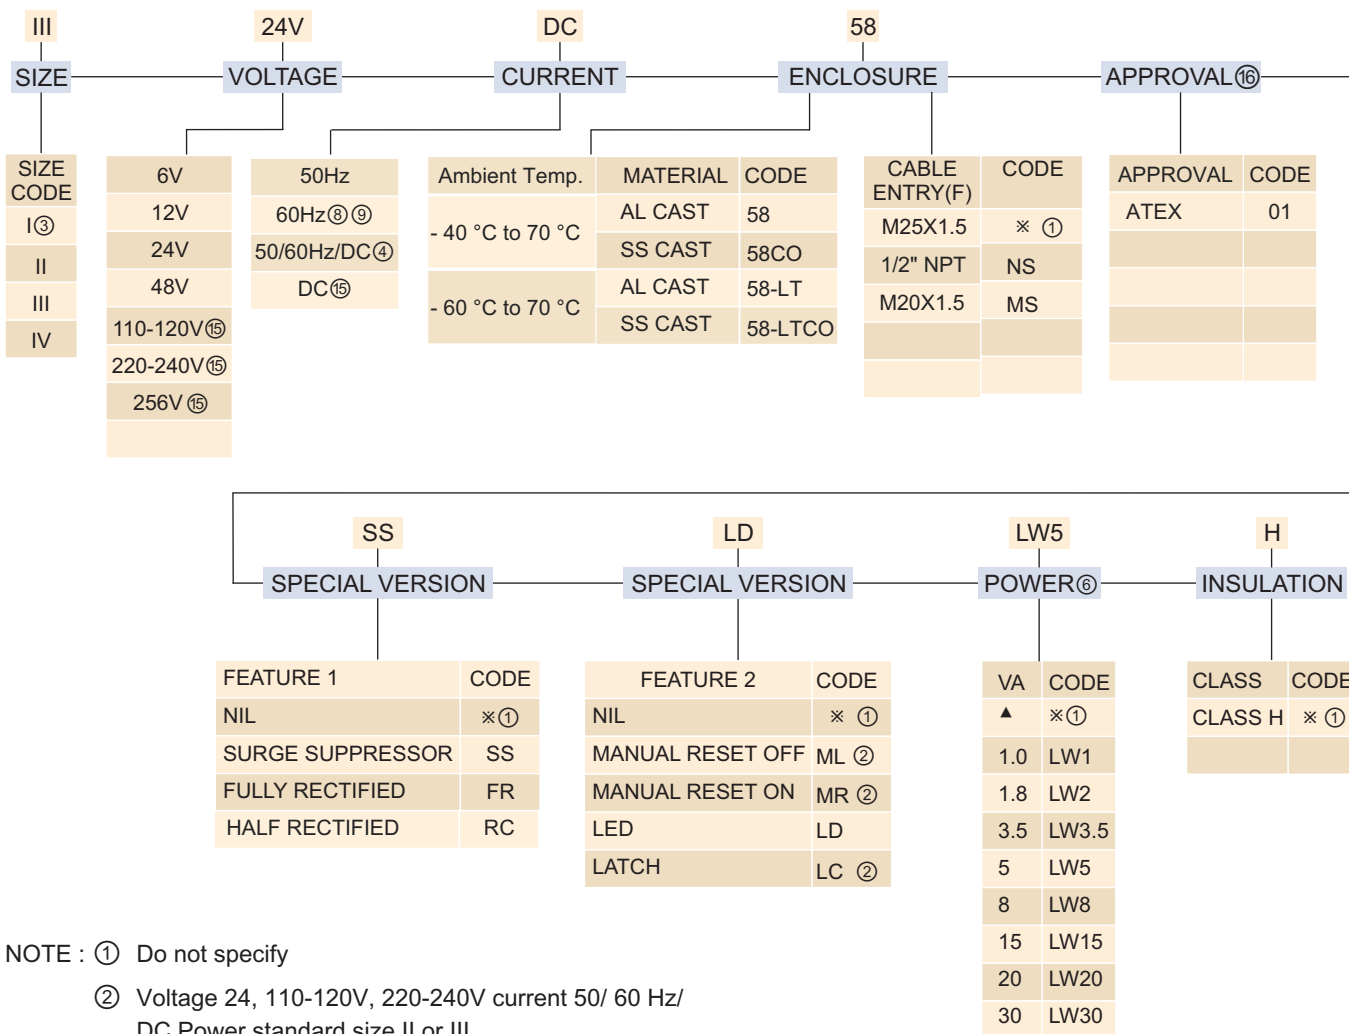 III 24V DC 58
SIZE VOLTAGE CURRENT ENCLOSURE APPROVAL⑯
SIZE CODE
I③
II
III
IV
6V
12V
24V
48V
110-120V⑮
220-240V⑮
256V⑮
50Hz
60Hz⑧⑨
50/60Hz/DC④
DC⑮
Ambient Temp. MATERIAL CODE
- 40 °C to 70 °C AL CAST 58
SS CAST 58CO
- 60 °C to 70 °C AL CAST 58-LT
SS CAST 58-LTCO
CABLE ENTRY(F) CODE
M25X1.5 ※ ①
1/2" NPT NS
M20X1.5 MS
APPROVAL CODE
ATEX 01
SS LD LW5 H
SPECIAL VERSION SPECIAL VERSION POWER⑥ INSULATION
FEATURE 1 CODE
NIL ※①
SURGE SUPPRESSOR SS
FULLY RECTIFIED FR
HALF RECTIFIED RC
FEATURE 2 CODE
NIL ※ ①
MANUAL RESET OFF ML ②
MANUAL RESET ON MR ②
LED LD
LATCH LC ②
VA CODE
▲ ※①
1.0 LW1
1.8 LW2
3.5 LW3.5
5 LW5
8 LW8
15 LW15
20 LW20
30 LW30
CLASS CODE
CLASS H ※ ①
NOTE : ① Do not specify
② Voltage 24, 110-120V, 220-240V current 50/ 60 Hz/
DC Power standard size II or III